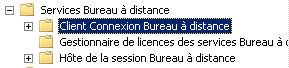 Services Bureau à distance
Client Connexion Bureau à distance
Gestionnaire de licences des services Bureau à
Hôte de la session Bureau à distance